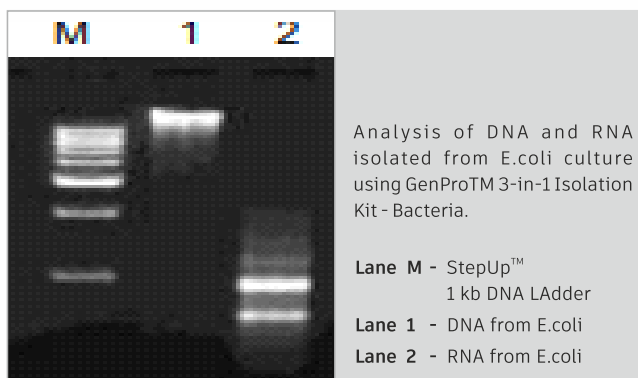 M 1 2
Analysis of DNA and RNA
isolated from E.coli culture
using GenProTM 3-in-1 Isolation
Kit - Bacteria.
Lane M - StepUp™
1 kb DNA LAdder
Lane 1 - DNA from E.coli
Lane 2 - RNA from E.coli